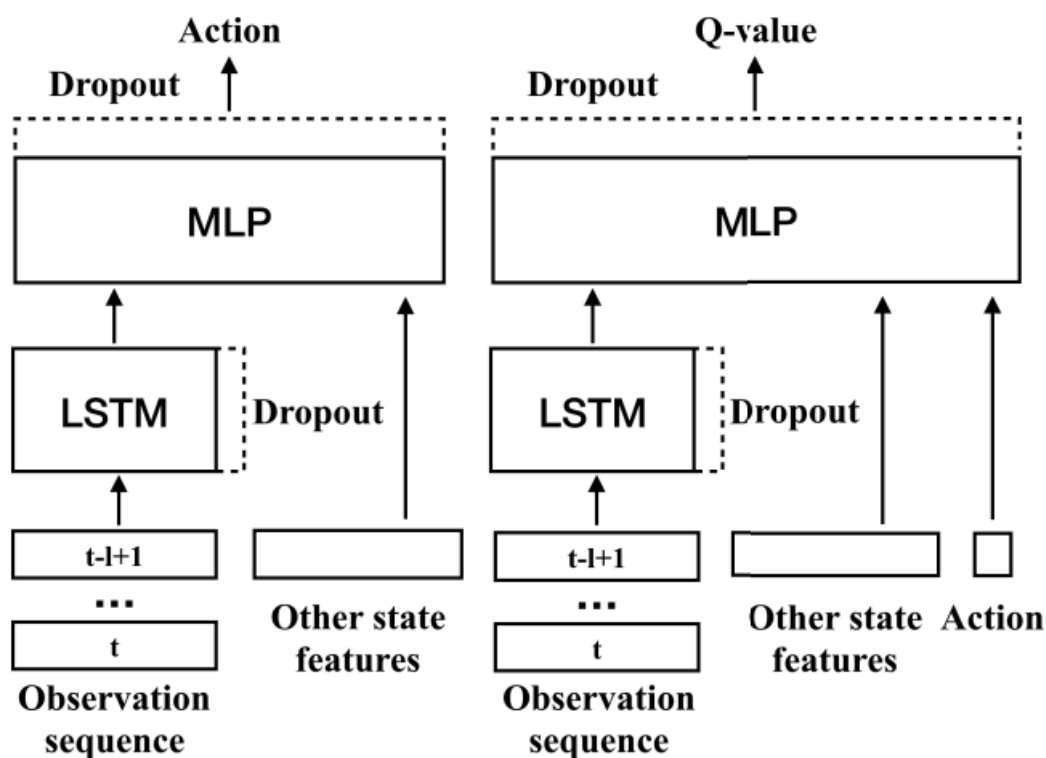 Action
Dropout
MLP
LSTM
Dropout
t-l+1
...
t
Observation
sequence
Other state
features
Q-value
Dropout
MLP
LSTM
Dropout
t-l+1
...
t
Observation
sequence
Other state
features
Action